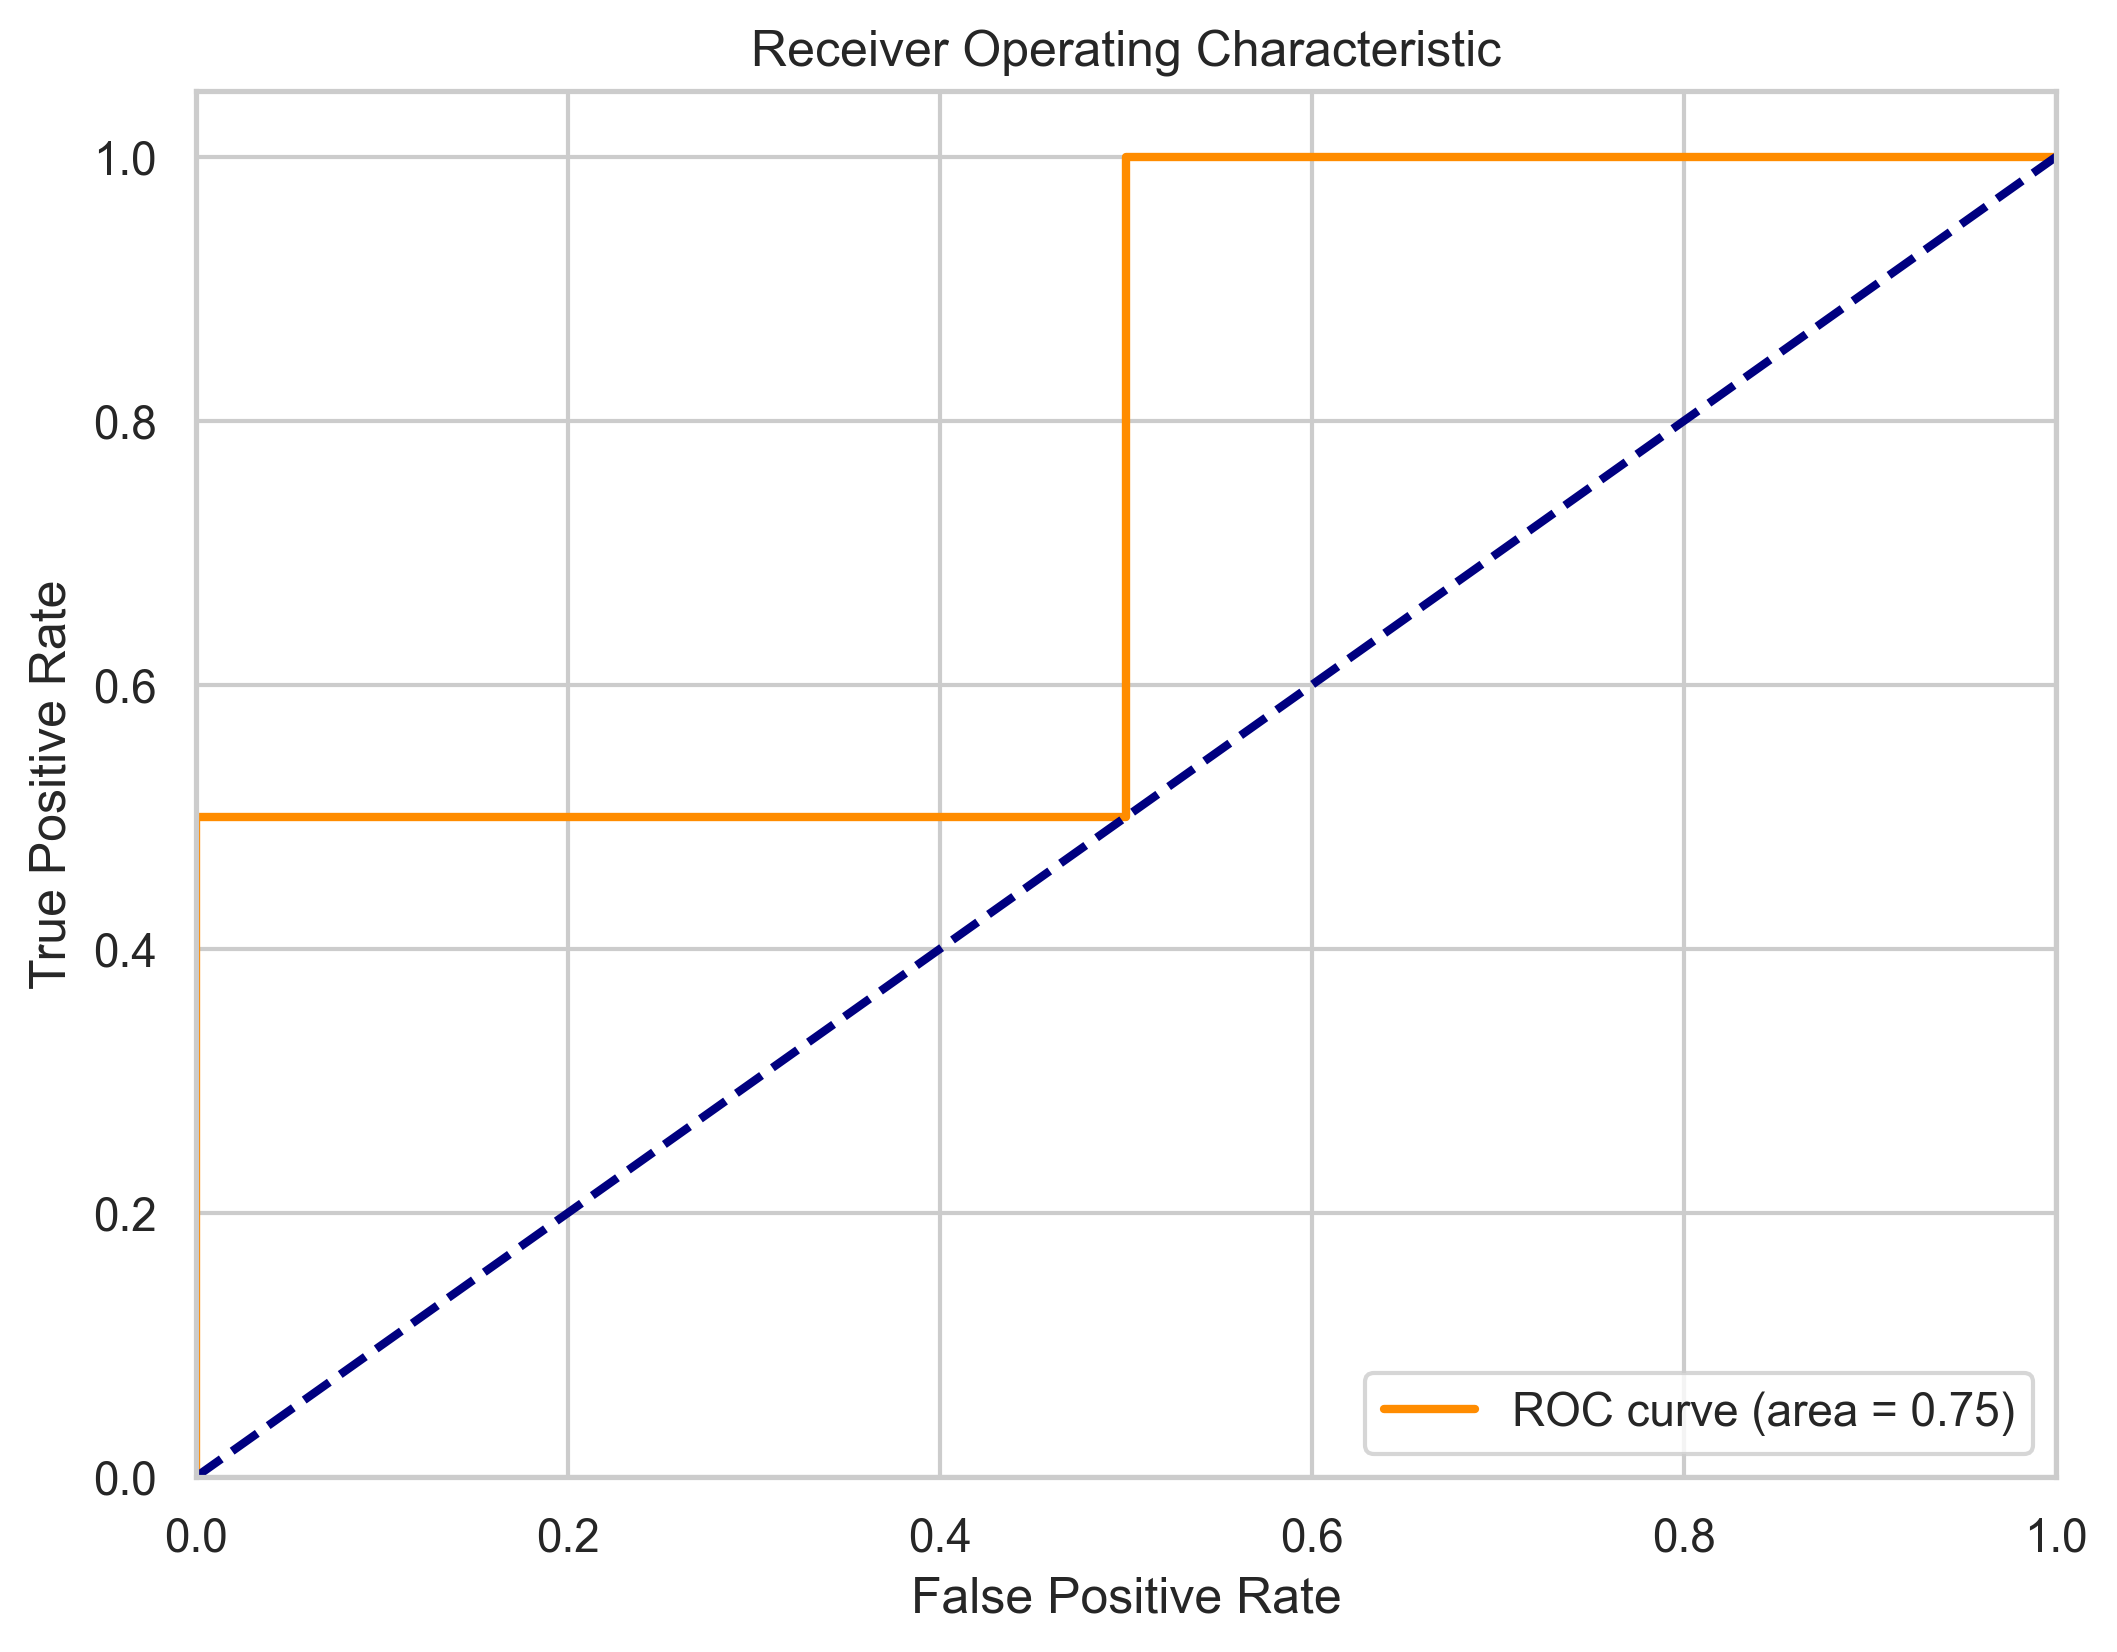 Receiver Operating Characteristic
1.0
0.8
0.6
0.4
0.2
0.0
True Positive Rate
ROC curve (area = 0.75)
0.0 0.2 0.4 0.6 0.8 1.0
False Positive Rate